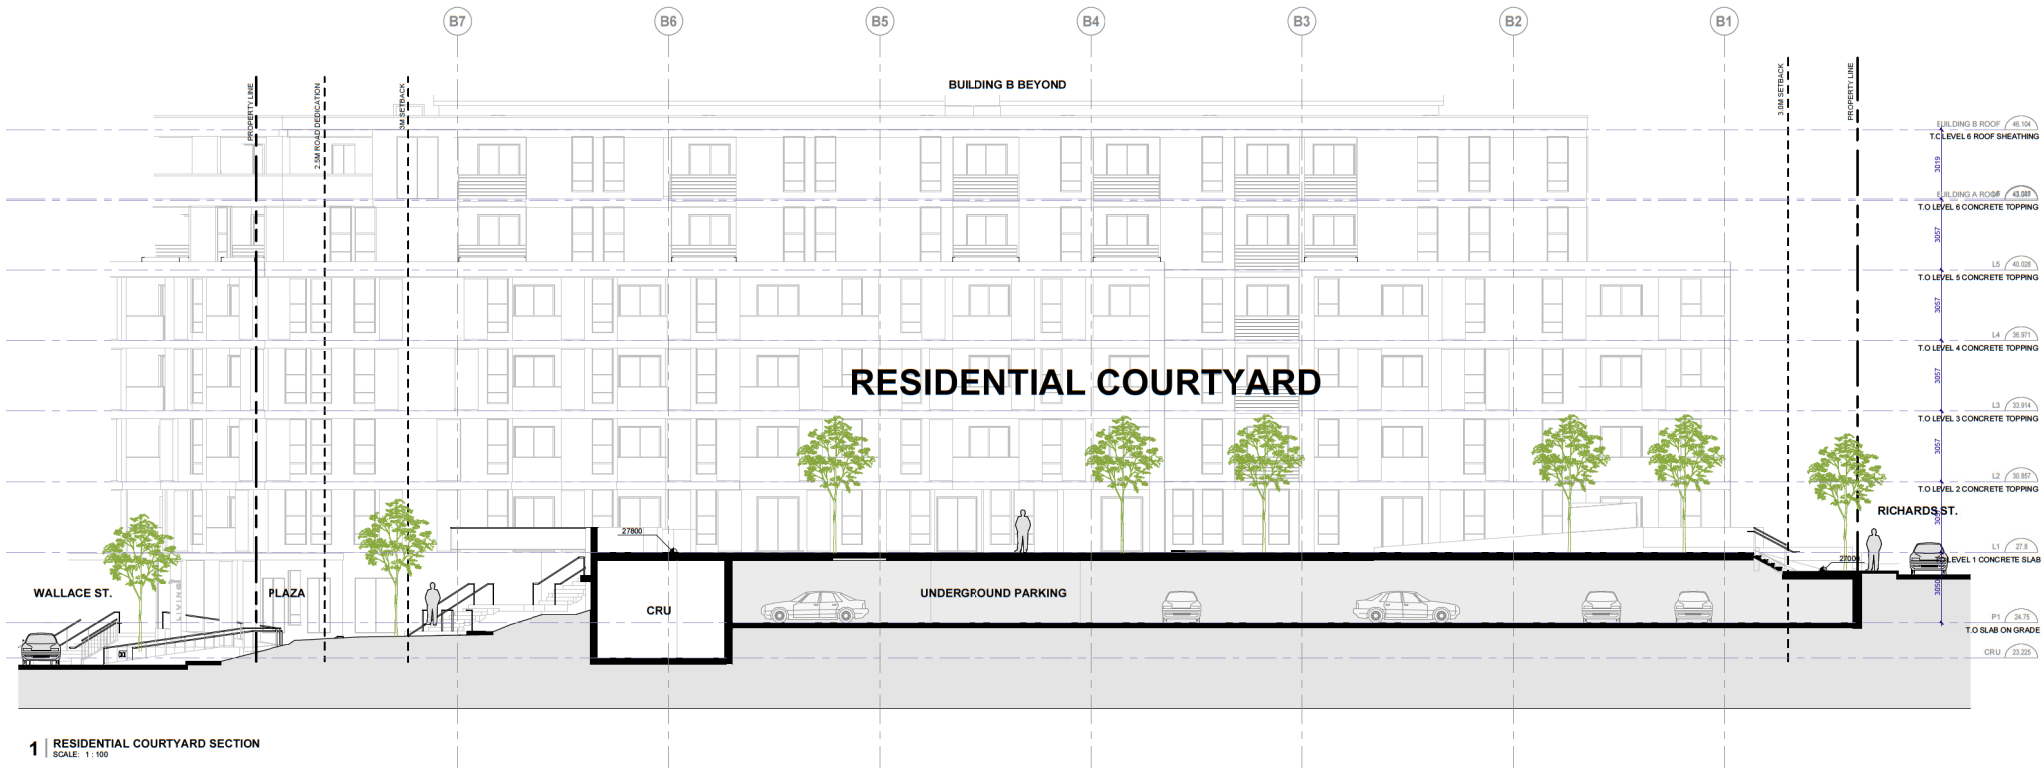 B7 B6 B5 B4 B3 B2 B1
BUILDING B BEYOND
PROPERTY LINE
2.5M ROAD DEDICATION
3M SETBACK
3.0M SETBACK
PROPERTY LINE
BUILDING B ROOF 46.104
T.O LEVEL 6 ROOF SHEATHING
3019
BUILDING A ROOF
T.O LEVEL 6 CONCRETE TOPPING
3057
L5 40.028
T.O LEVEL 5 CONCRETE TOPPING
3057
L4 36.971
T.O LEVEL 4 CONCRETE TOPPING
RESIDENTIAL COURTYARD
3057
L3 33.914
T.O LEVEL 3 CONCRETE TOPPING
3057
L2 30.857
T.O LEVEL 2 CONCRETE TOPPING
RICHARDS ST.
27800
L1 27.8
27000
T.O LEVEL 1 CONCRETE SLAB
WALLACE ST.
LIVING
PLAZA
CRU
UNDERGROUND PARKING
3050
P1 24.75
T.O SLAB ON GRADE
CRU 23.225
1 RESIDENTIAL COURTYARD SECTION
SCALE: 1 : 100